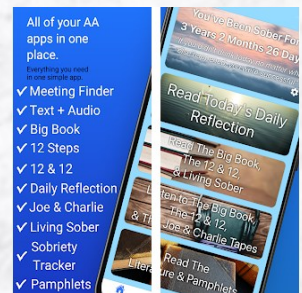 All of your AA
apps in one
place.
Everything you need
in one simple app.
✓ Meeting Finder
✓ Text + Audio
✓ Big Book
✓ 12 Steps
✓ 12 & 12
✓ Daily Reflection
✓ Joe & Charlie
✓ Living Sober
✓ Sobriety
Tracker
✓ Pamphlets
You've Been Sober For
3 Years 2 Months 26 Day
Read Today's Daily
Reflection
Read The Big Book,
The 12 & 12,
& Living Sober
Listen to The Big Book,
The 12 & 12,
& Th
Joe & Charlie Tapes
Read The
Literature & Pamphlets